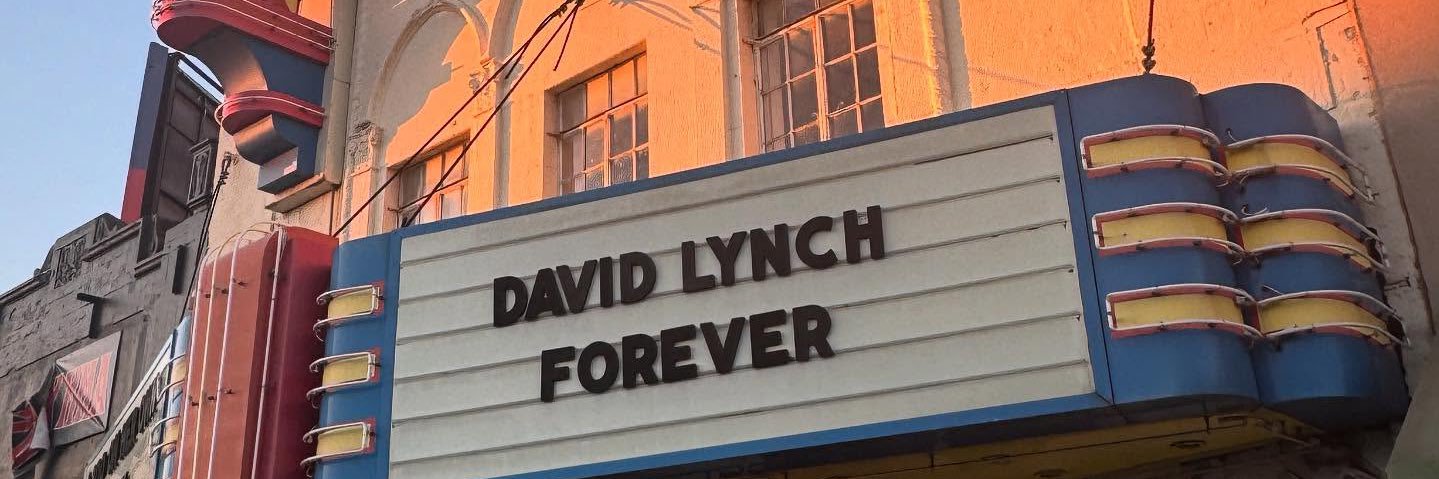 DAVID LYNCH
FOREVER